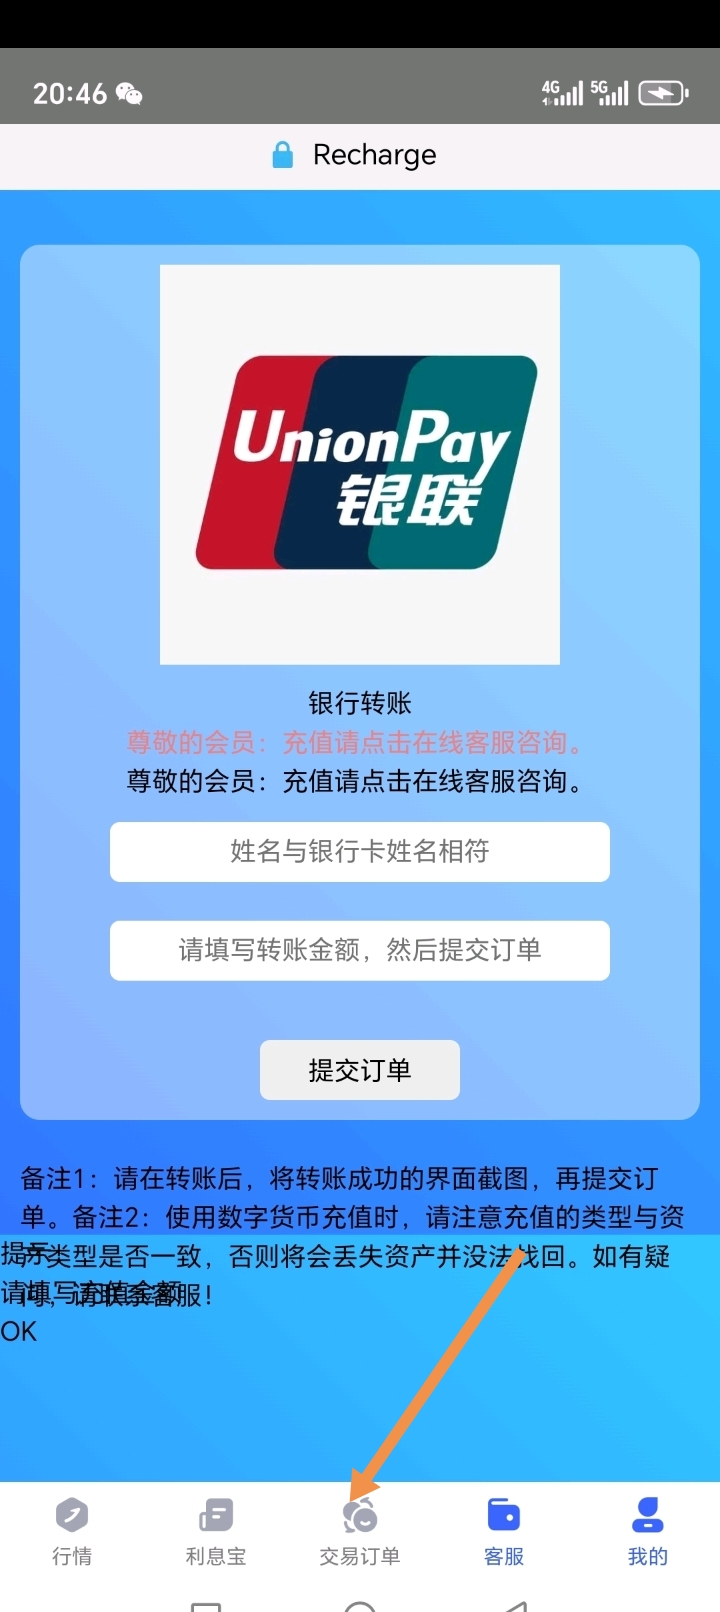 20:46
4G 5G
Recharge
UnionPay
银联
银行转账
尊敬的会员：充值请点击在线客服咨询。
尊敬的会员：充值请点击在线客服咨询。
姓名与银行卡姓名相符
请填写转账金额，然后提交订单
提交订单
备注1：请在转账后，将转账成功的界面截图，再提交订
单。备注2：使用数字货币充值时，请注意充值的类型与资
产类型是否一致，否则将会丢失资产并没法找回。如有疑
问，请联系客服！
提示
请填写充值金额
OK
行情
利息宝
交易订单
客服
我的